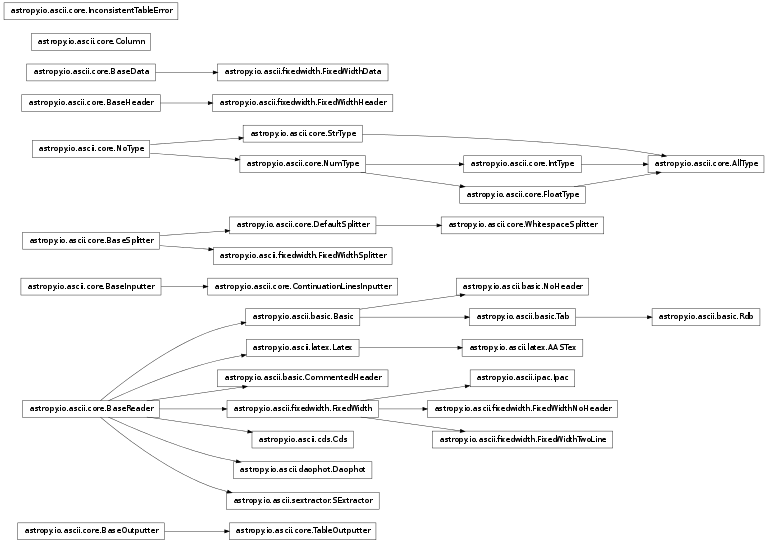 astropy.io.ascii.core.InconsistentTableError
astropy.io.ascii.core.Column
astropy.io.ascii.core.BaseData
astropy.io.ascii.fixedwidth.FixedWidthData
astropy.io.ascii.core.BaseHeader
astropy.io.ascii.fixedwidth.FixedWidthHeader
astropy.io.ascii.core.StrType
astropy.io.ascii.core.NoType
astropy.io.ascii.core.NumType
astropy.io.ascii.core.IntType
astropy.io.ascii.core.AllType
astropy.io.ascii.core.FloatType
astropy.io.ascii.core.DefaultSplitter
astropy.io.ascii.core.WhitespaceSplitter
astropy.io.ascii.core.BaseSplitter
astropy.io.ascii.fixedwidth.FixedWidthSplitter
astropy.io.ascii.core.BaseInputter
astropy.io.ascii.core.ContinuationLinesInputter
astropy.io.ascii.basic.NoHeader
astropy.io.ascii.basic.Basic
astropy.io.ascii.basic.Tab
astropy.io.ascii.basic.Rdb
astropy.io.ascii.latex.Latex
astropy.io.ascii.latex.AASTex
astropy.io.ascii.basic.CommentedHeader
astropy.io.ascii.ipac.Ipac
astropy.io.ascii.core.BaseReader
astropy.io.ascii.fixedwidth.FixedWidth
astropy.io.ascii.fixedwidth.FixedWidthNoHeader
astropy.io.ascii.cds.Cds
astropy.io.ascii.fixedwidth.FixedWidthTwoLine
astropy.io.ascii.daophot.Daophot
astropy.io.ascii.sextractor.SExtractor
astropy.io.ascii.core.BaseOutputter
astropy.io.ascii.core.TableOutputter